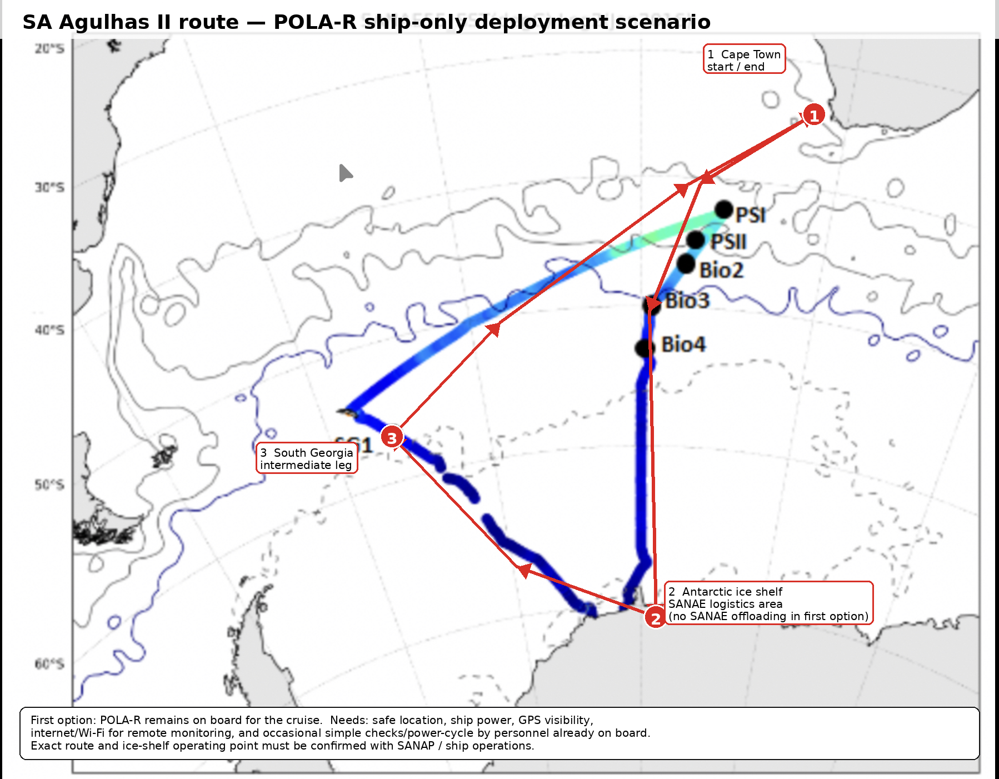 SA Agulhas II route — POLA-R ship-only deployment scenario
20°S
1 Cape Town
start / end
1
30°S
PSI
PSII
Bio2
Bio3
40°S
Bio4
3
3 South Georgia
intermediate leg
50°S
2 Antarctic ice shelf
SANAE logistics area
(no SANAE offloading in first option)
2
60°S
First option: POLA-R remains on board for the cruise. Needs: safe location, ship power, GPS visibility,
internet/Wi-Fi for remote monitoring, and occasional simple checks/power-cycle by personnel already on board.
Exact route and ice-shelf operating point must be confirmed with SANAP / ship operations.